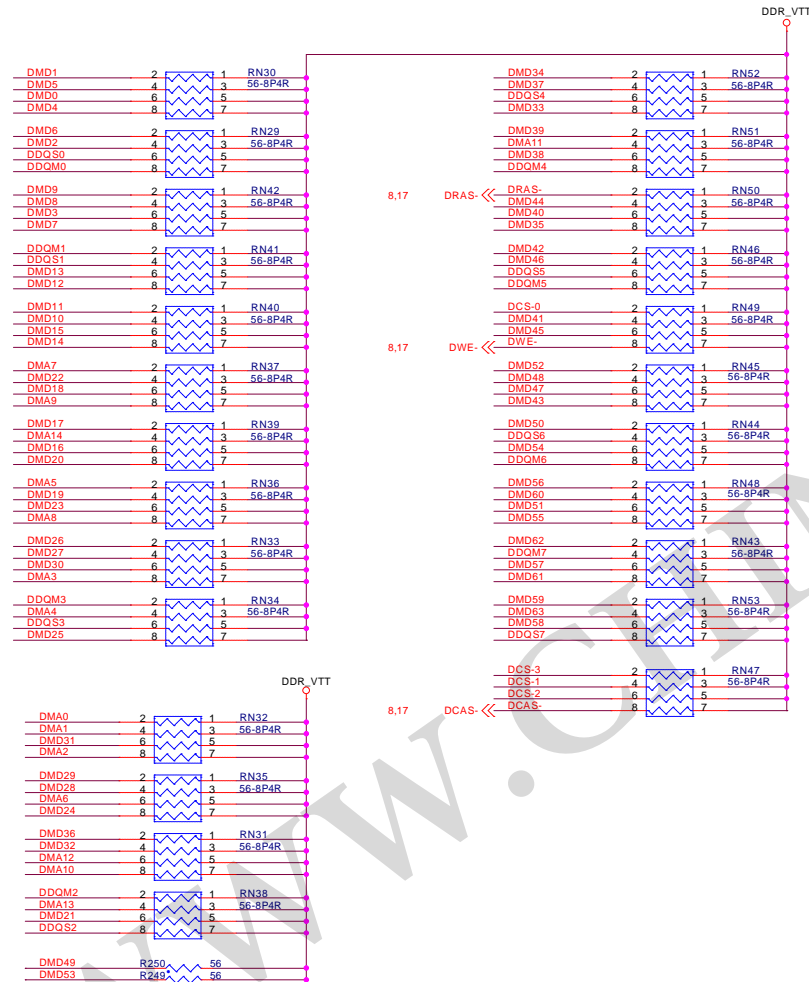 DDR_VTT
DMD1 2 1 RN30
DMD5 4 3 56-8P4R
DMD0 6 5
DMD4 8 7
DMD6 2 1 RN29
DMD2 4 3 56-8P4R
DDQS0 6 5
DDQM0 8 7
DMD9 2 1 RN42
DMD8 4 3 56-8P4R
DMD3 6 5
DMD7 8 7
DDQM1 2 1 RN41
DDQS1 4 3 56-8P4R
DMD13 6 5
DMD12 8 7
DMD11 2 1 RN40
DMD10 4 3 56-8P4R
DMD15 6 5
DMD14 8 7
DMA7 2 1 RN37
DMD22 4 3 56-8P4R
DMD18 6 5
DMA9 8 7
DMD17 2 1 RN39
DMA14 4 3 56-8P4R
DMD16 6 5
DMD20 8 7
DMA5 2 1 RN36
DMD19 4 3 56-8P4R
DMD23 6 5
DMA8 8 7
DMD26 2 1 RN33
DMD27 4 3 56-8P4R
DMD30 6 5
DMA3 8 7
DDQM3 2 1 RN34
DMA4 4 3 56-8P4R
DDQS3 6 5
DMD25 8 7
DMD34 2 1 RN52
DMD37 4 3 56-8P4R
DDQS4 6 5
DMD33 8 7
DMD39 2 1 RN51
DMA11 4 3 56-8P4R
DMD38 6 5
DDQM4 8 7
8,17 DRAS- DRAS- 2 1 RN50
DMD44 4 3 56-8P4R
DMD40 6 5
DMD35 8 7
DMD42 2 1 RN46
DMD46 4 3 56-8P4R
DDQS5 6 5
DDQM5 8 7
DCS-0 2 1 RN49
DMD41 4 3 56-8P4R
DMD45 6 5
8,17 DWE- DWE- 8 7
DMD52 2 1 RN45
DMD48 4 3 56-8P4R
DMD47 6 5
DMD43 8 7
DMD50 2 1 RN44
DDQS6 4 3 56-8P4R
DMD54 6 5
DDQM6 8 7
DMD56 2 1 RN48
DMD60 4 3 56-8P4R
DMD51 6 5
DMD55 8 7
DMD62 2 1 RN43
DDQM7 4 3 56-8P4R
DMD57 6 5
DMD61 8 7
DMD59 2 1 RN53
DMD63 4 3 56-8P4R
DMD58 6 5
DDQS7 8 7
DCS-3 2 1 RN47
DCS-1 4 3 56-8P4R
DCS-2 6 5
8,17 DCAS- DCAS- 8 7
DDR_VTT
DMA0 2 1 RN32
DMA1 4 3 56-8P4R
DMD31 6 5
DMA2 8 7
DMD29 2 1 RN35
DMD28 4 3 56-8P4R
DMA6 6 5
DMD24 8 7
DMD36 2 1 RN31
DMD32 4 3 56-8P4R
DMA12 6 5
DMA10 8 7
DDQM2 2 1 RN38
DMA13 4 3 56-8P4R
DMD21 6 5
DDQS2 8 7
DMD49 R250 56
DMD53 R249 56
WWW.CHI